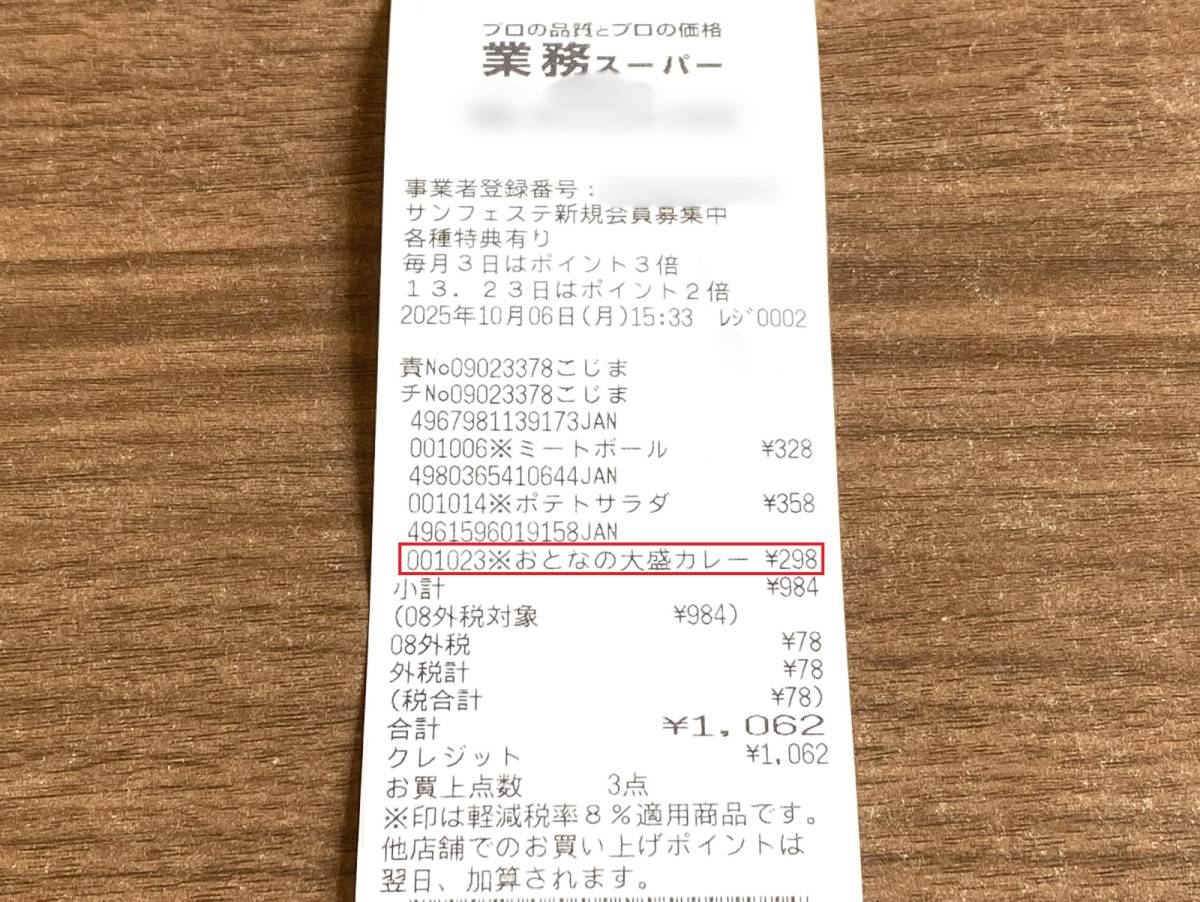 プロの品質とプロの価格
業務スーパー
事業者登録番号：
サンフェステ新規会員募集中
各種特典有り
毎月３日はポイント３倍
１３．２３日はポイント２倍
2025年10月06日(月)15:33 ﾚｼﾞ0002
責No09023378こじま
チNo09023378こじま
4967981139173JAN
001006※ミートボール ¥328
4980365410644JAN
001014※ポテトサラダ ¥358
4961596019158JAN
001023※おとなの大盛カレー ¥298
小計 ¥984
(08外税対象 ¥984)
08外税 ¥78
外税計 ¥78
(税合計 ¥78)
合計 ¥1,062
クレジット ¥1,062
お買上点数 3点
※印は軽減税率８％適用商品です。
他店舗でのお買い上げポイントは
翌日、加算されます。